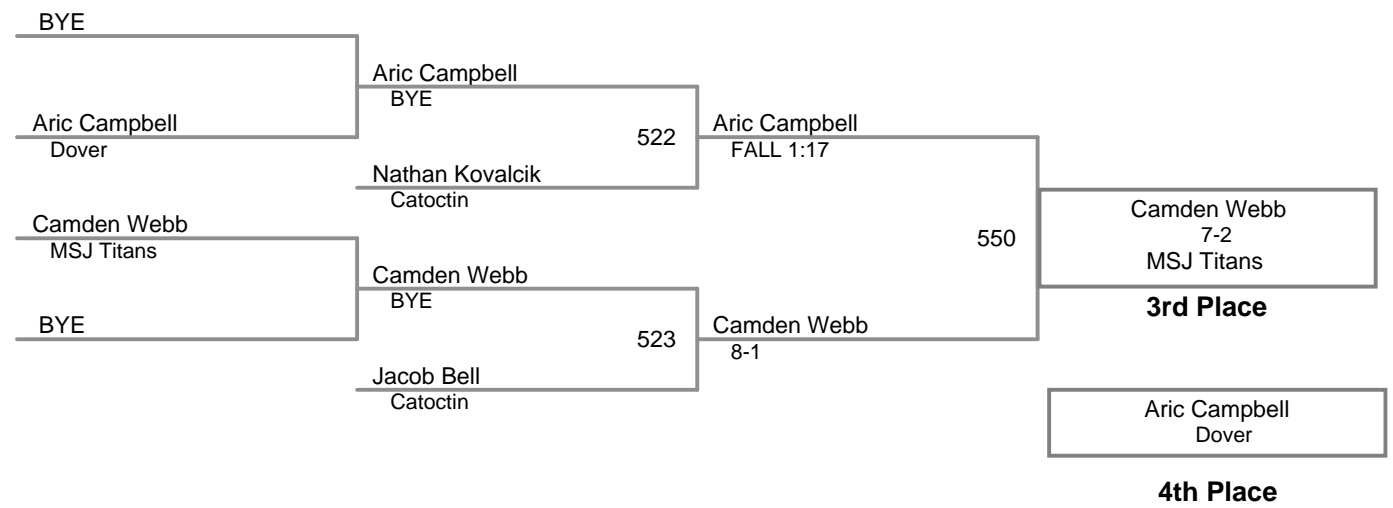 BYE
Aric Campbell
BYE
Aric Campbell
Dover
522
Aric Campbell
FALL 1:17
Nathan Kovalcik
Catoctin
Camden Webb
MSJ Titans
550
Camden Webb
7-2
MSJ Titans
3rd Place
Camden Webb
BYE
BYE
523
Camden Webb
8-1
Jacob Bell
Catoctin
Aric Campbell
Dover
4th Place